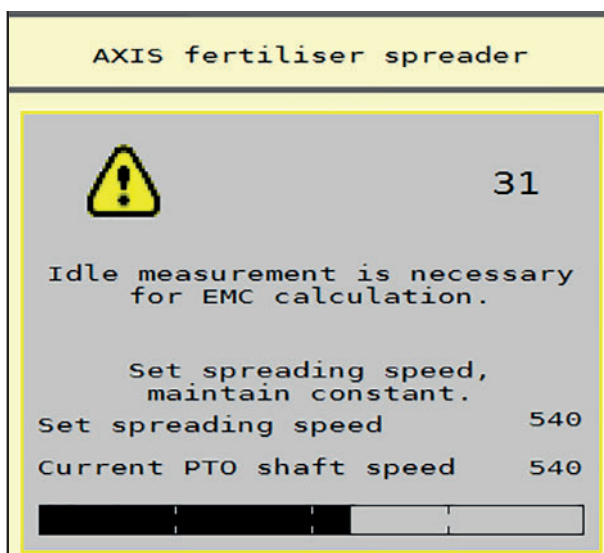 AXIS fertiliser spreader
31
Idle measurement is necessary
for EMC calculation.
Set spreading speed,
maintain constant.
Set spreading speed 540
Current PTO shaft speed 540